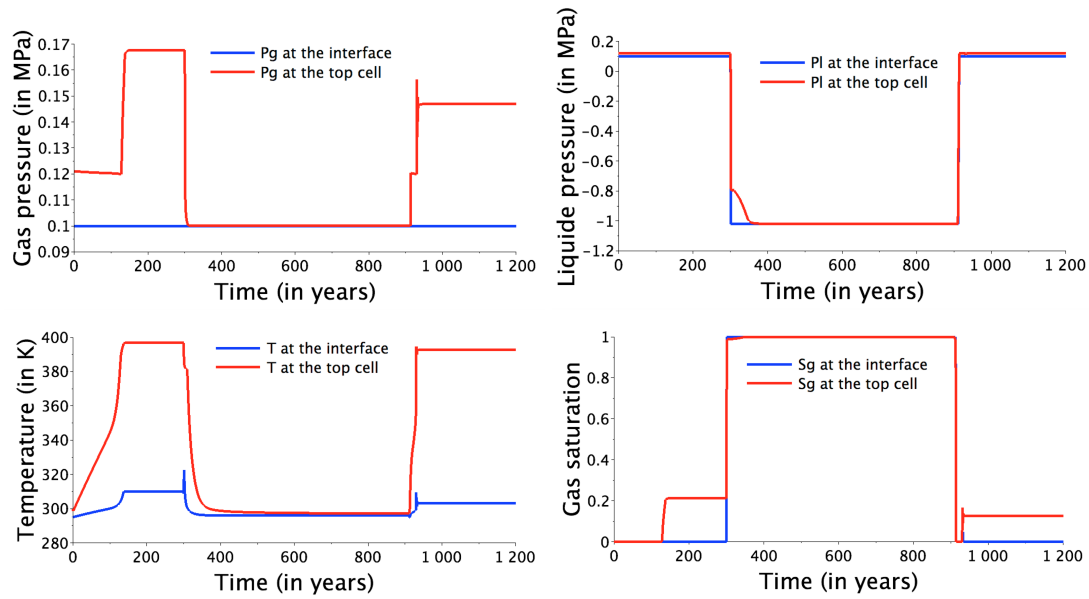 Gas pressure (in MPa)
0.17
0.16
0.15
0.14
0.13
0.12
0.11
0.1
0.09
Pg at the interface
Pg at the top cell
0 200 400 600 800 1 000 1 200
Time (in years)
Liquide pressure (in MPa)
0.2
0
−0.2
−0.4
−0.6
−0.8
−1
−1.2
Pl at the interface
Pl at the top cell
0 200 400 600 800 1 000 1 200
Time (in years)
Temperature (in K)
400
380
360
340
320
300
280
T at the interface
T at the top cell
0 200 400 600 800 1 000 1 200
Time (in years)
Gas saturation
1
0.8
0.6
0.4
0.2
0
Sg at the interface
Sg at the top cell
0 200 400 600 800 1 000 1 200
Time (in years)